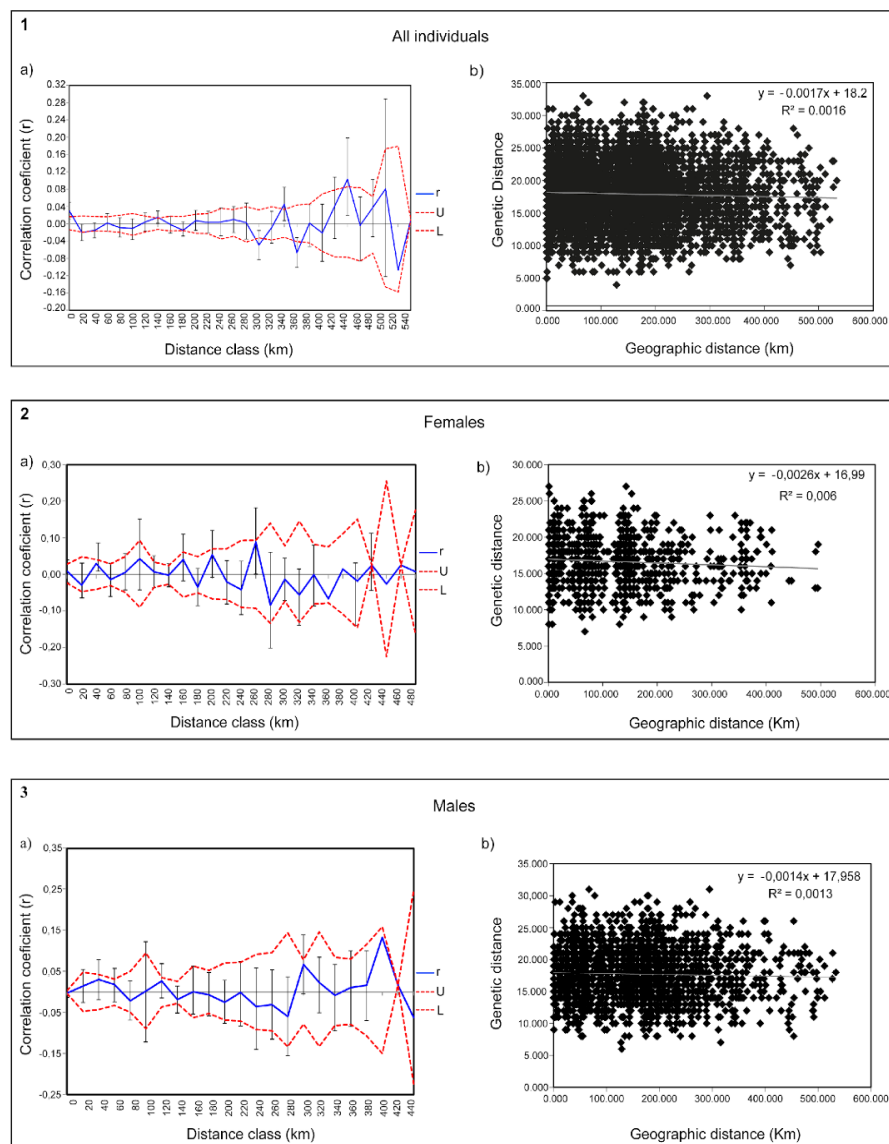 1
All individuals
a)
Correlation coeficient (r)
0.32
0.28
0.24
0.20
0.16
0.12
0.08
0.04
0.00
-0.04
-0.08
-0.12
-0.16
-0.20
0 20 40 60 80 100 120 140 160 180 200 220 240 260 280 300 320 340 360 380 400 420 440 460 480 500 520 540
Distance class (km)
r
U
L
b)
Genetic Distance
35.000
30.000
25.000
20.000
15.000
10.000
5.000
0.000
0.000 100.000 200.000 300.000 400.000 500.000 600.000
y = -0.0017x + 18.2
R² = 0.0016
Geographic distance (km)
2
Females
a)
Correlation coeficient (r)
0.30
0.20
0.10
0.00
-0.10
-0.20
-0.30
0 20 40 60 80 100 120 140 160 180 200 220 240 260 280 300 320 340 360 380 400 420 440 460 480
Distance class (km)
r
U
L
b)
Genetic distance
30.000
25.000
20.000
15.000
10.000
5.000
0.000
0.000 100.000 200.000 300.000 400.000 500.000 600.000
y = -0,0026x + 16,99
R² = 0,006
Geographic distance (Km)
3
Males
a)
Correlation coeficient (r)
0.35
0.25
0.15
0.05
-0.05
-0.15
-0.25
0 20 40 60 80 100 120 140 160 180 200 220 240 260 280 300 320 340 360 380 400 420 440
Distance class (km)
r
U
L
b)
Genetic distance
35.000
30.000
25.000
20.000
15.000
10.000
5.000
0.000
0.000 100.000 200.000 300.000 400.000 500.000 600.000
y = -0,0014x + 17,958
R² = 0,0013
Geographic distance (Km)